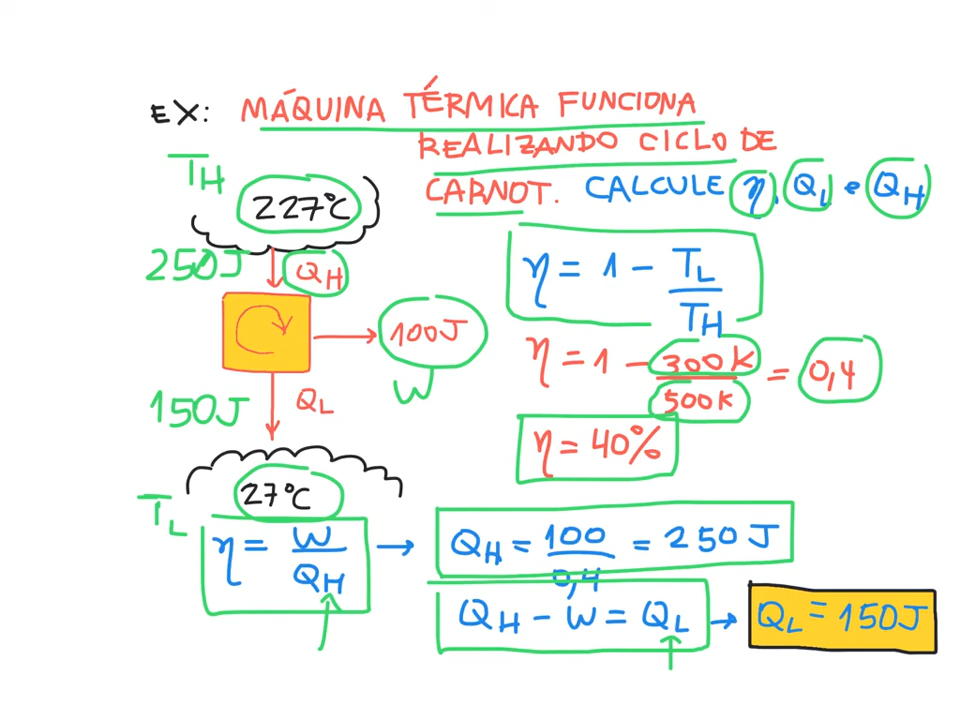 EX: MÁQUINA TÉRMICA FUNCIONA
REALIZANDO CICLO DE
CARNOT. CALCULE η, QL e QH
TH
227°C
250J QH
100J
W
150J QL
27°C
TL
η = 1 - TL/TH
η = 1 - 300K/500K = 0,4
η = 40%
η = W/QH → QH = 100/0,4 = 250 J
QH - W = QL → QL = 150J